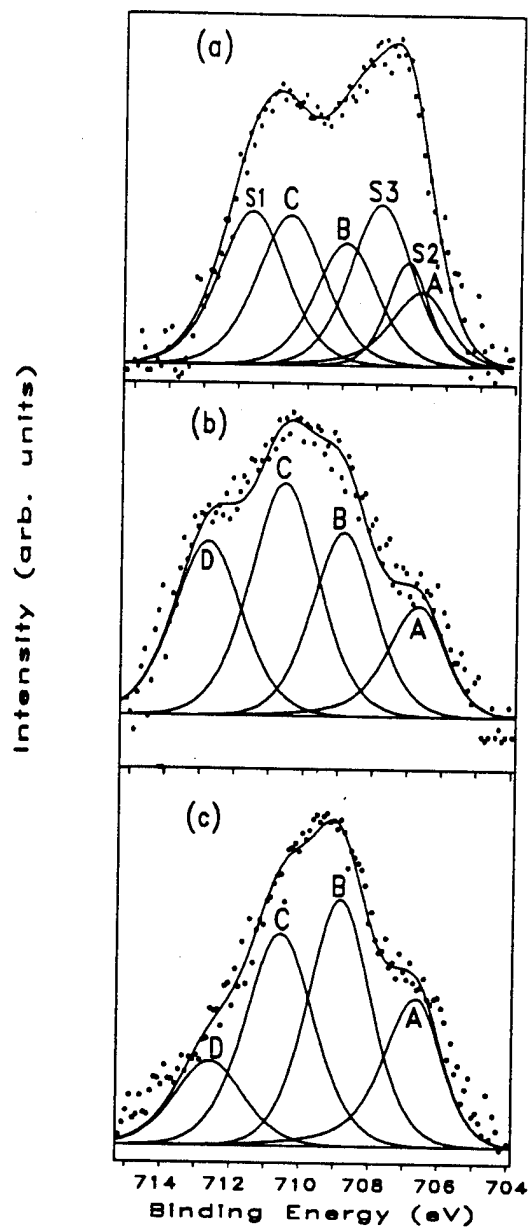 (a)
S1
C
B
S3
S2
A
(b)
D
C
B
A
(c)
D
C
B
A
714 712 710 708 706 704
Binding Energy (eV)
Intensity (arb. units)